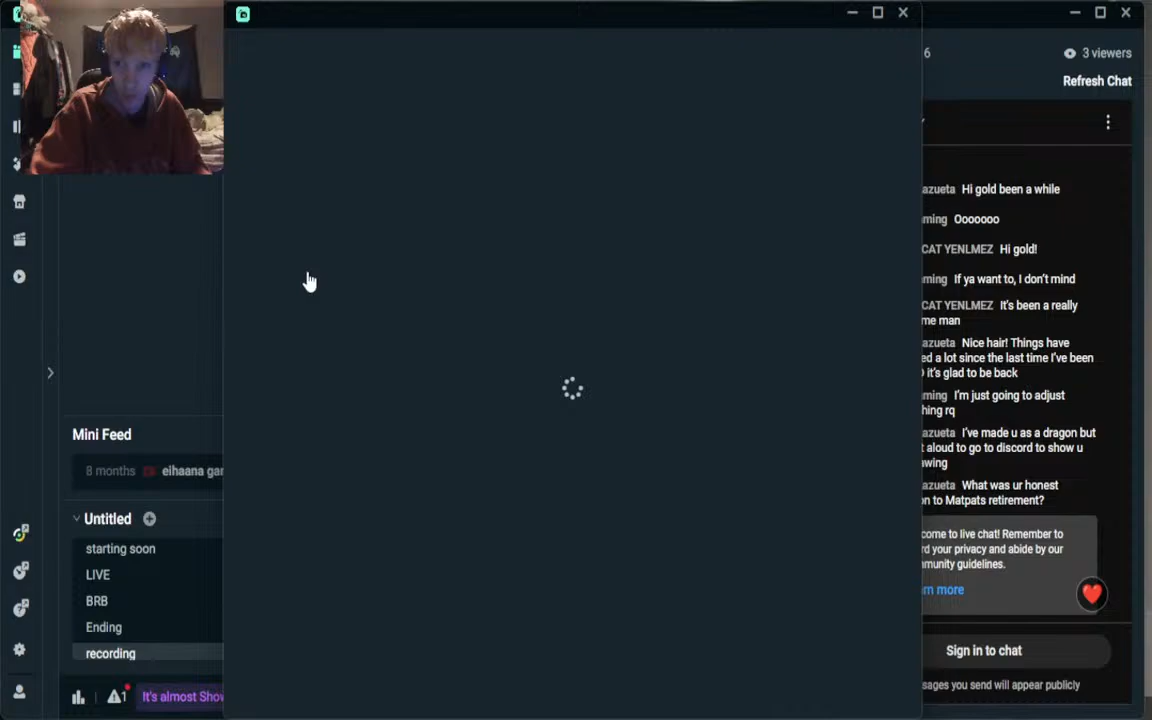 6
3 viewers
Refresh Chat
azueta Hi gold been a while
ming Ooooooo
CAT YENLMEZ Hi gold!
ming If ya want to, I don't mind
CAT YENLMEZ It's been a really
me man
azueta Nice hair! Things have
ed a lot since the last time I've been
it's glad to be back
ming I'm just going to adjust
hing rq
azueta I've made u as a dragon but
t aloud to go to discord to show u
awing
azueta What was ur honest
on to Matpats retirement?
come to live chat! Remember to
rd your privacy and abide by our
mmunity guidelines.
rn more
Sign in to chat
sages you send will appear publicly
Mini Feed
8 months eihaana gar
Untitled
starting soon
LIVE
BRB
Ending
recording
1
It's almost Show